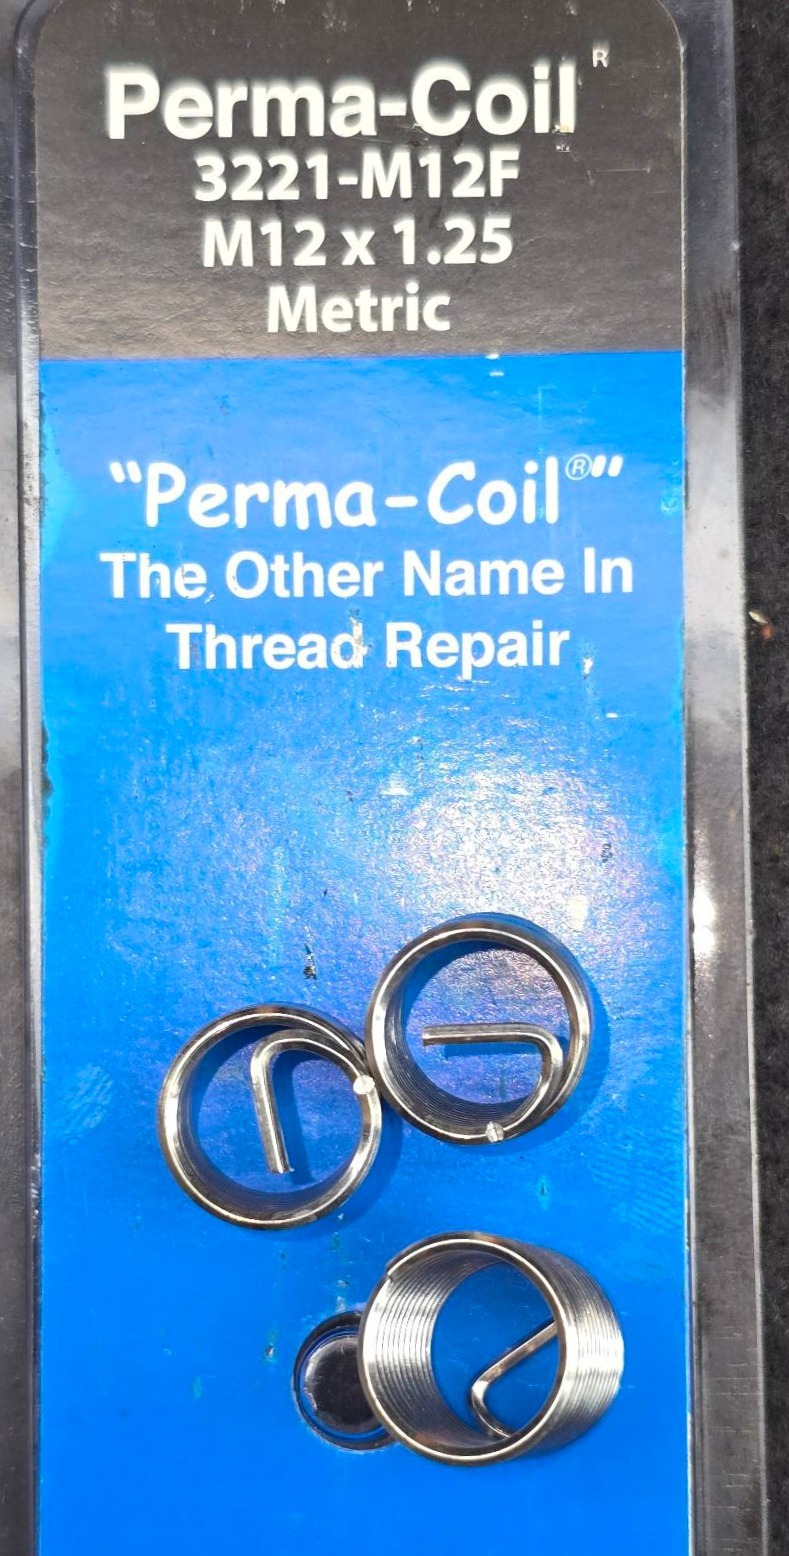 Perma-Coil®
3221-M12F
M12 x 1.25
Metric
“Perma-Coil®”
The Other Name In
Thread Repair